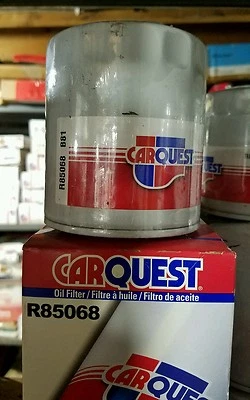 R85068 B81
CARQUEST
CARQUEST
Oil Filter / Filtre à huile / Filtro de aceite
R85068
CARQUEST